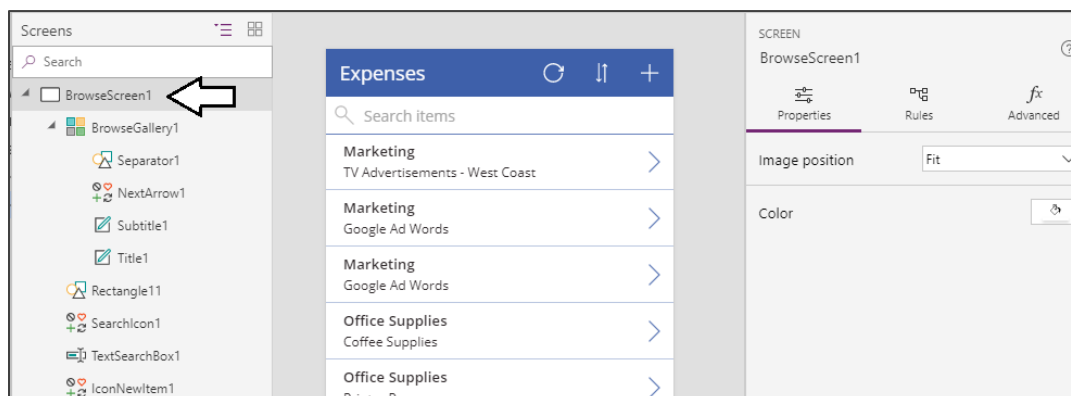 Screens
Search
BrowseScreen1
BrowseGallery1
Separator1
NextArrow1
Subtitle1
Title1
Rectangle11
SearchIcon1
TextSearchBox1
IconNewItem1
Expenses
Search items
Marketing
TV Advertisements - West Coast
Marketing
Google Ad Words
Marketing
Google Ad Words
Office Supplies
Coffee Supplies
Office Supplies
SCREEN
BrowseScreen1
Properties
Rules
fx
Advanced
Image position
Fit
Color